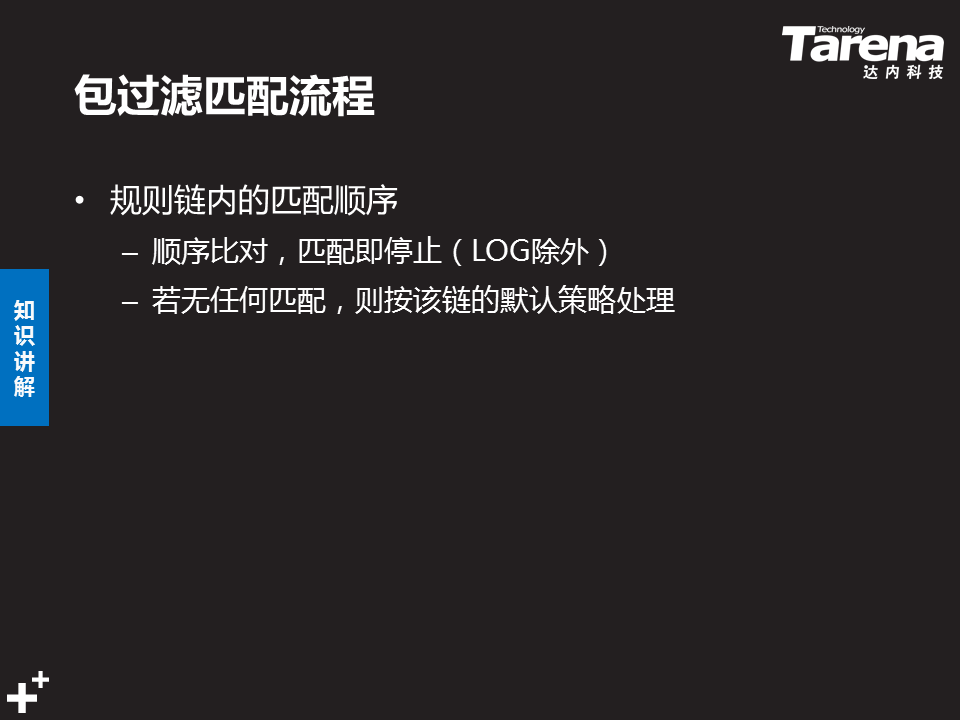 Technology
Tarena
达内科技
包过滤匹配流程
• 规则链内的匹配顺序
– 顺序比对，匹配即停止（LOG除外）
– 若无任何匹配，则按该链的默认策略处理
知
识
讲
解